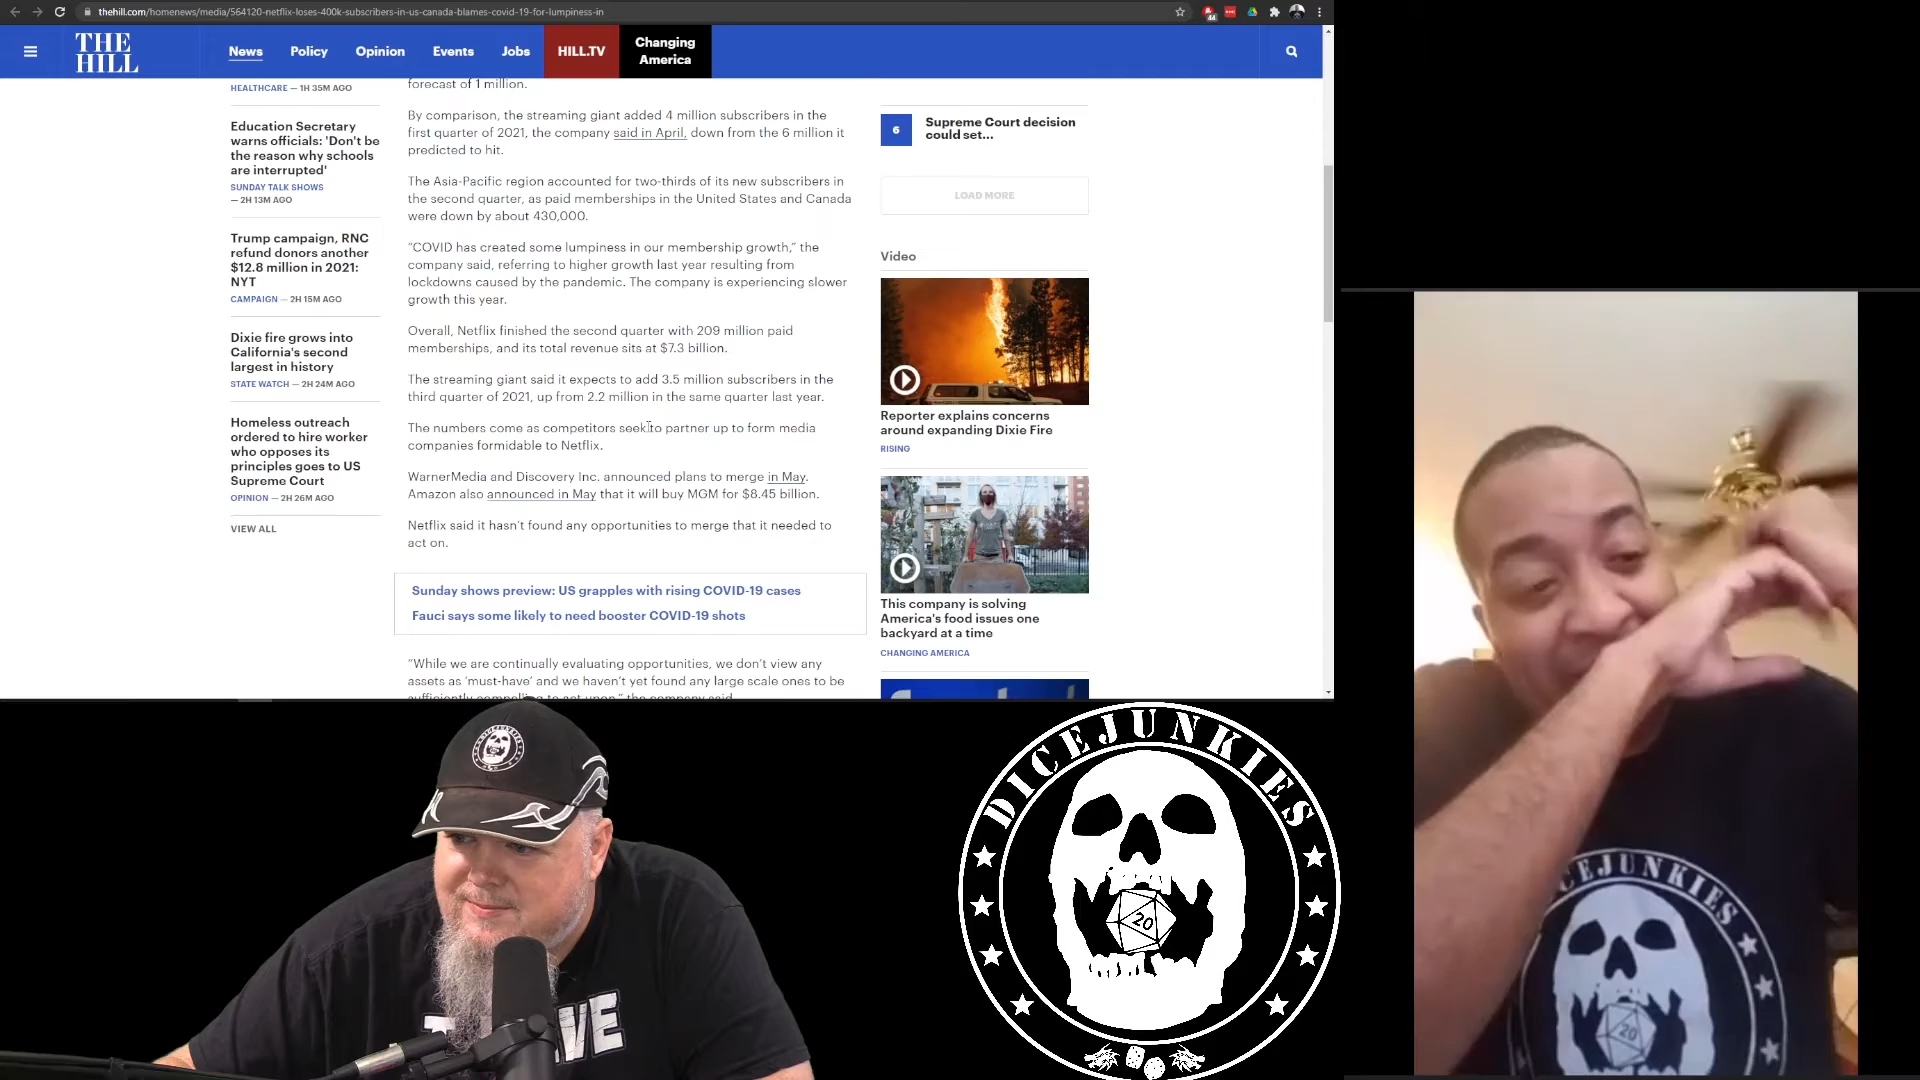 thehill.com/homenews/media/564120-netflix-loses-400k-subscribers-in-us-canada-blames-covid-19-for-lumpiness-in
44
THE
HILL
News
Policy
Opinion
Events
Jobs
HILL.TV
Changing
America
HEALTHCARE — 1H 35M AGO
Education Secretary
warns officials: 'Don't be
the reason why schools
are interrupted'
SUNDAY TALK SHOWS
— 2H 13M AGO
Trump campaign, RNC
refund donors another
$12.8 million in 2021:
NYT
CAMPAIGN — 2H 15M AGO
Dixie fire grows into
California's second
largest in history
STATE WATCH — 2H 24M AGO
Homeless outreach
ordered to hire worker
who opposes its
principles goes to US
Supreme Court
OPINION — 2H 26M AGO
VIEW ALL
forecast of 1 million.
By comparison, the streaming giant added 4 million subscribers in the
first quarter of 2021, the company said in April, down from the 6 million it
predicted to hit.
The Asia-Pacific region accounted for two-thirds of its new subscribers in
the second quarter, as paid memberships in the United States and Canada
were down by about 430,000.
“COVID has created some lumpiness in our membership growth,” the
company said, referring to higher growth last year resulting from
lockdowns caused by the pandemic. The company is experiencing slower
growth this year.
Overall, Netflix finished the second quarter with 209 million paid
memberships, and its total revenue sits at $7.3 billion.
The streaming giant said it expects to add 3.5 million subscribers in the
third quarter of 2021, up from 2.2 million in the same quarter last year.
The numbers come as competitors seek to partner up to form media
companies formidable to Netflix.
WarnerMedia and Discovery Inc. announced plans to merge in May.
Amazon also announced in May that it will buy MGM for $8.45 billion.
Netflix said it hasn’t found any opportunities to merge that it needed to
act on.
Sunday shows preview: US grapples with rising COVID-19 cases
Fauci says some likely to need booster COVID-19 shots
“While we are continually evaluating opportunities, we don’t view any
assets as ‘must-have’ and we haven’t yet found any large scale ones to be
sufficiently compelling to act upon,” the company said.
6
Supreme Court decision
could set...
LOAD MORE
Video
Reporter explains concerns
around expanding Dixie Fire
RISING
This company is solving
America's food issues one
backyard at a time
CHANGING AMERICA
DICEJUNKIES
20
CEJUNKIES
20